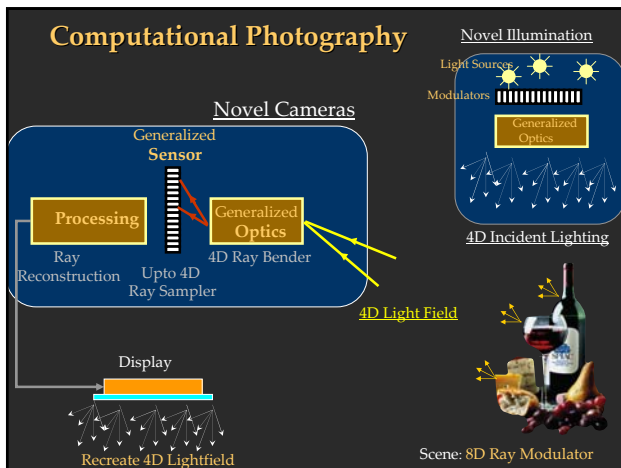 Computational Photography
Novel Illumination
Light Sources
Modulators
Generalized
Optics
4D Incident Lighting
Novel Cameras
Generalized
Sensor
Processing
Generalized
Optics
Ray
Reconstruction
Upto 4D
Ray Sampler
4D Ray Bender
4D Light Field
Display
Recreate 4D Lightfield
Scene: 8D Ray Modulator